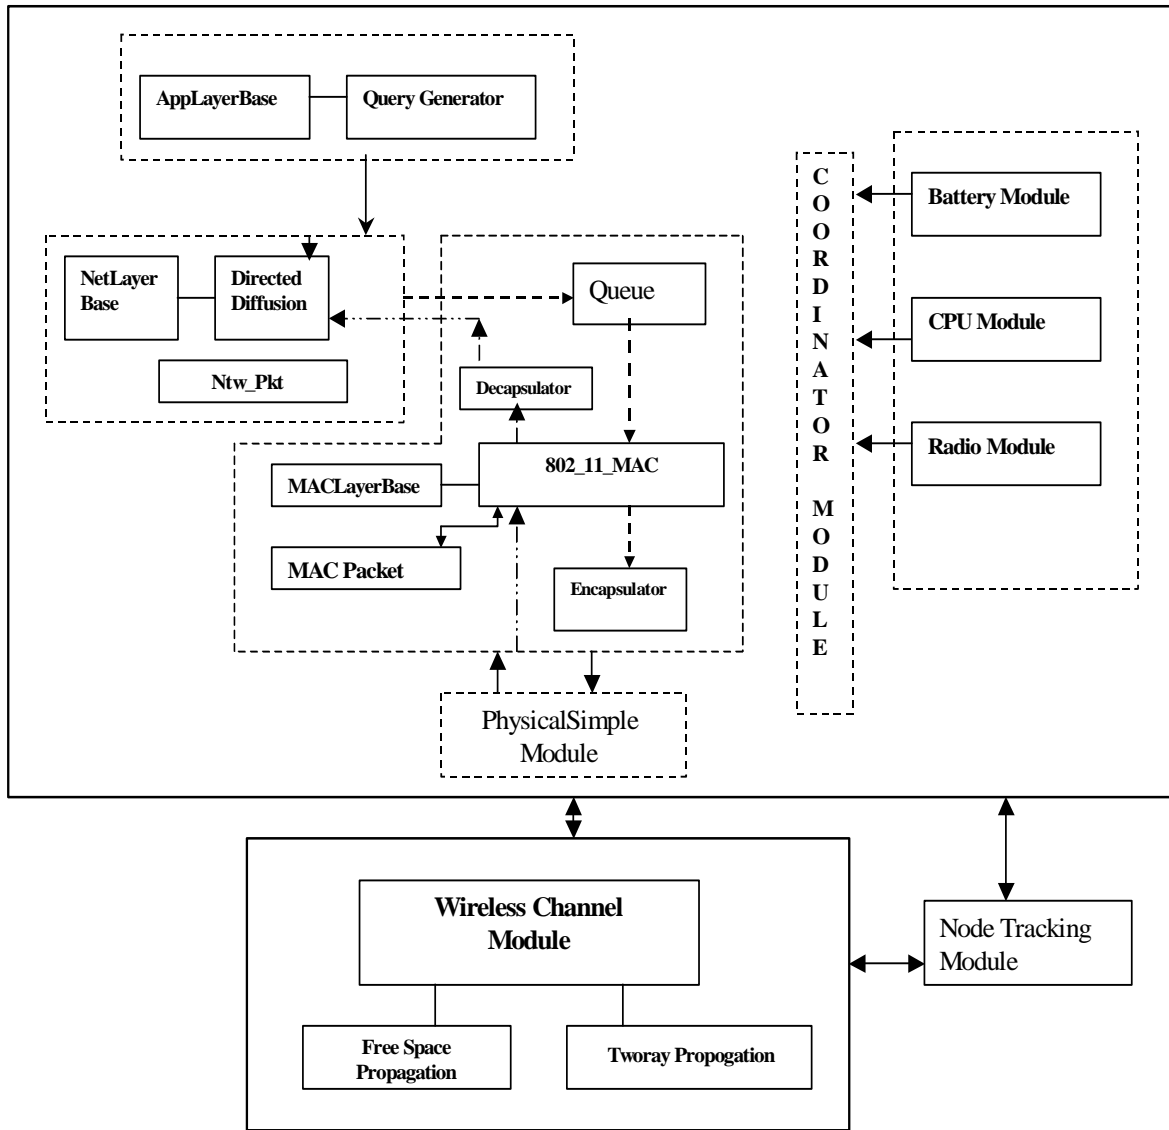 AppLayerBase
Query Generator
NetLayer
Base
Directed
Diffusion
Ntw_Pkt
Queue
Decapsulator
802_11_MAC
MACLayerBase
MAC Packet
Encapsulator
PhysicalSimple
Module
C
O
O
R
D
I
N
A
T
O
R
M
O
D
U
L
E
Battery Module
CPU Module
Radio Module
Wireless Channel
Module
Free Space
Propagation
Tworay Propogation
Node Tracking
Module